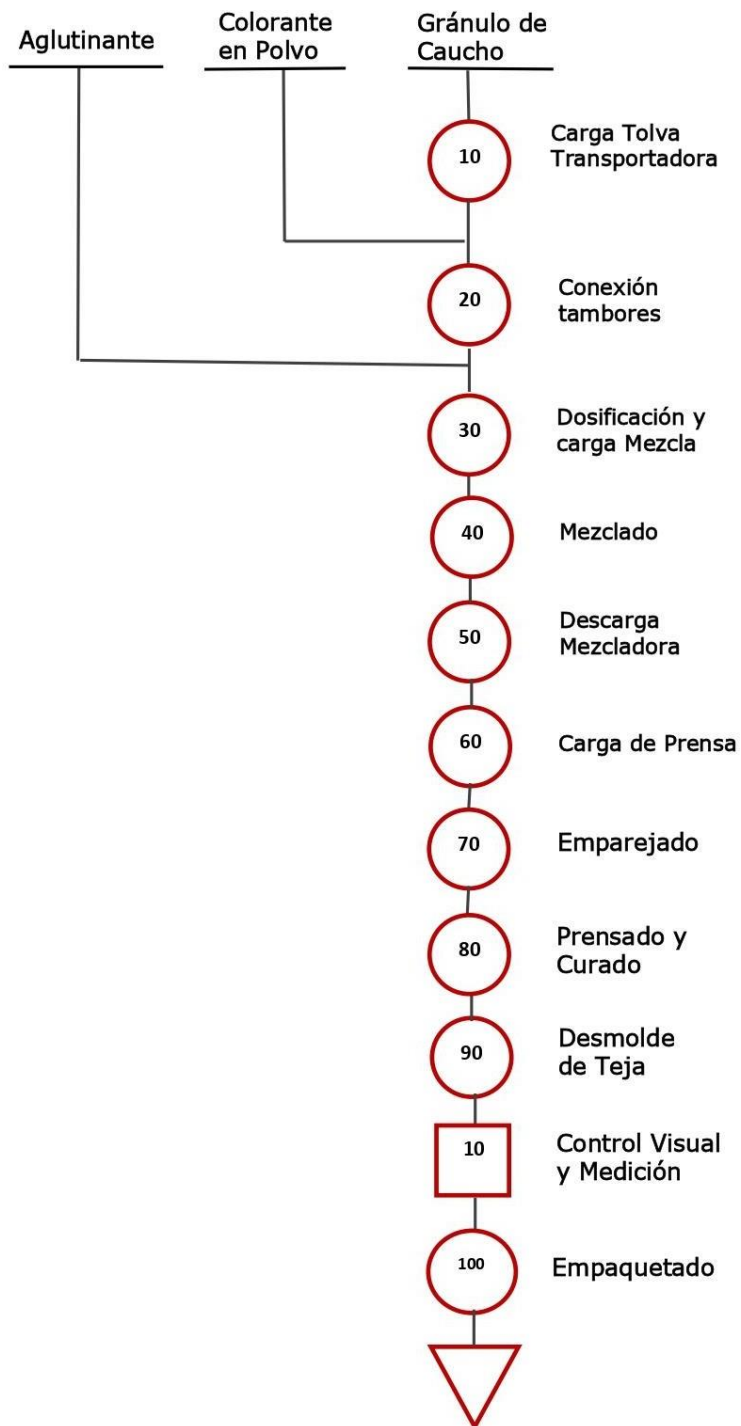 Aglutinante
Colorante
en Polvo
Gránulo de
Caucho
10
Carga Tolva
Transportadora
20
Conexión
tambores
30
Dosificación y
carga Mezcla
40
Mezclado
50
Descarga
Mezcladora
60
Carga de Prensa
70
Emparejado
80
Prensado y
Curado
90
Desmolde
de Teja
10
Control Visual
y Medición
100
Empaquetado